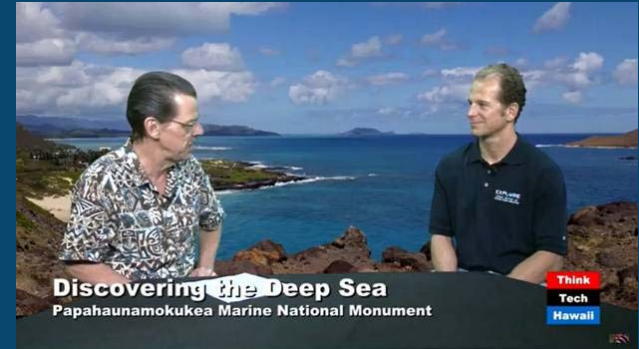 EXPLORE
Discovering the Deep Sea
Papahaunamokukea Marine National Monument
Think
Tech
Hawaii